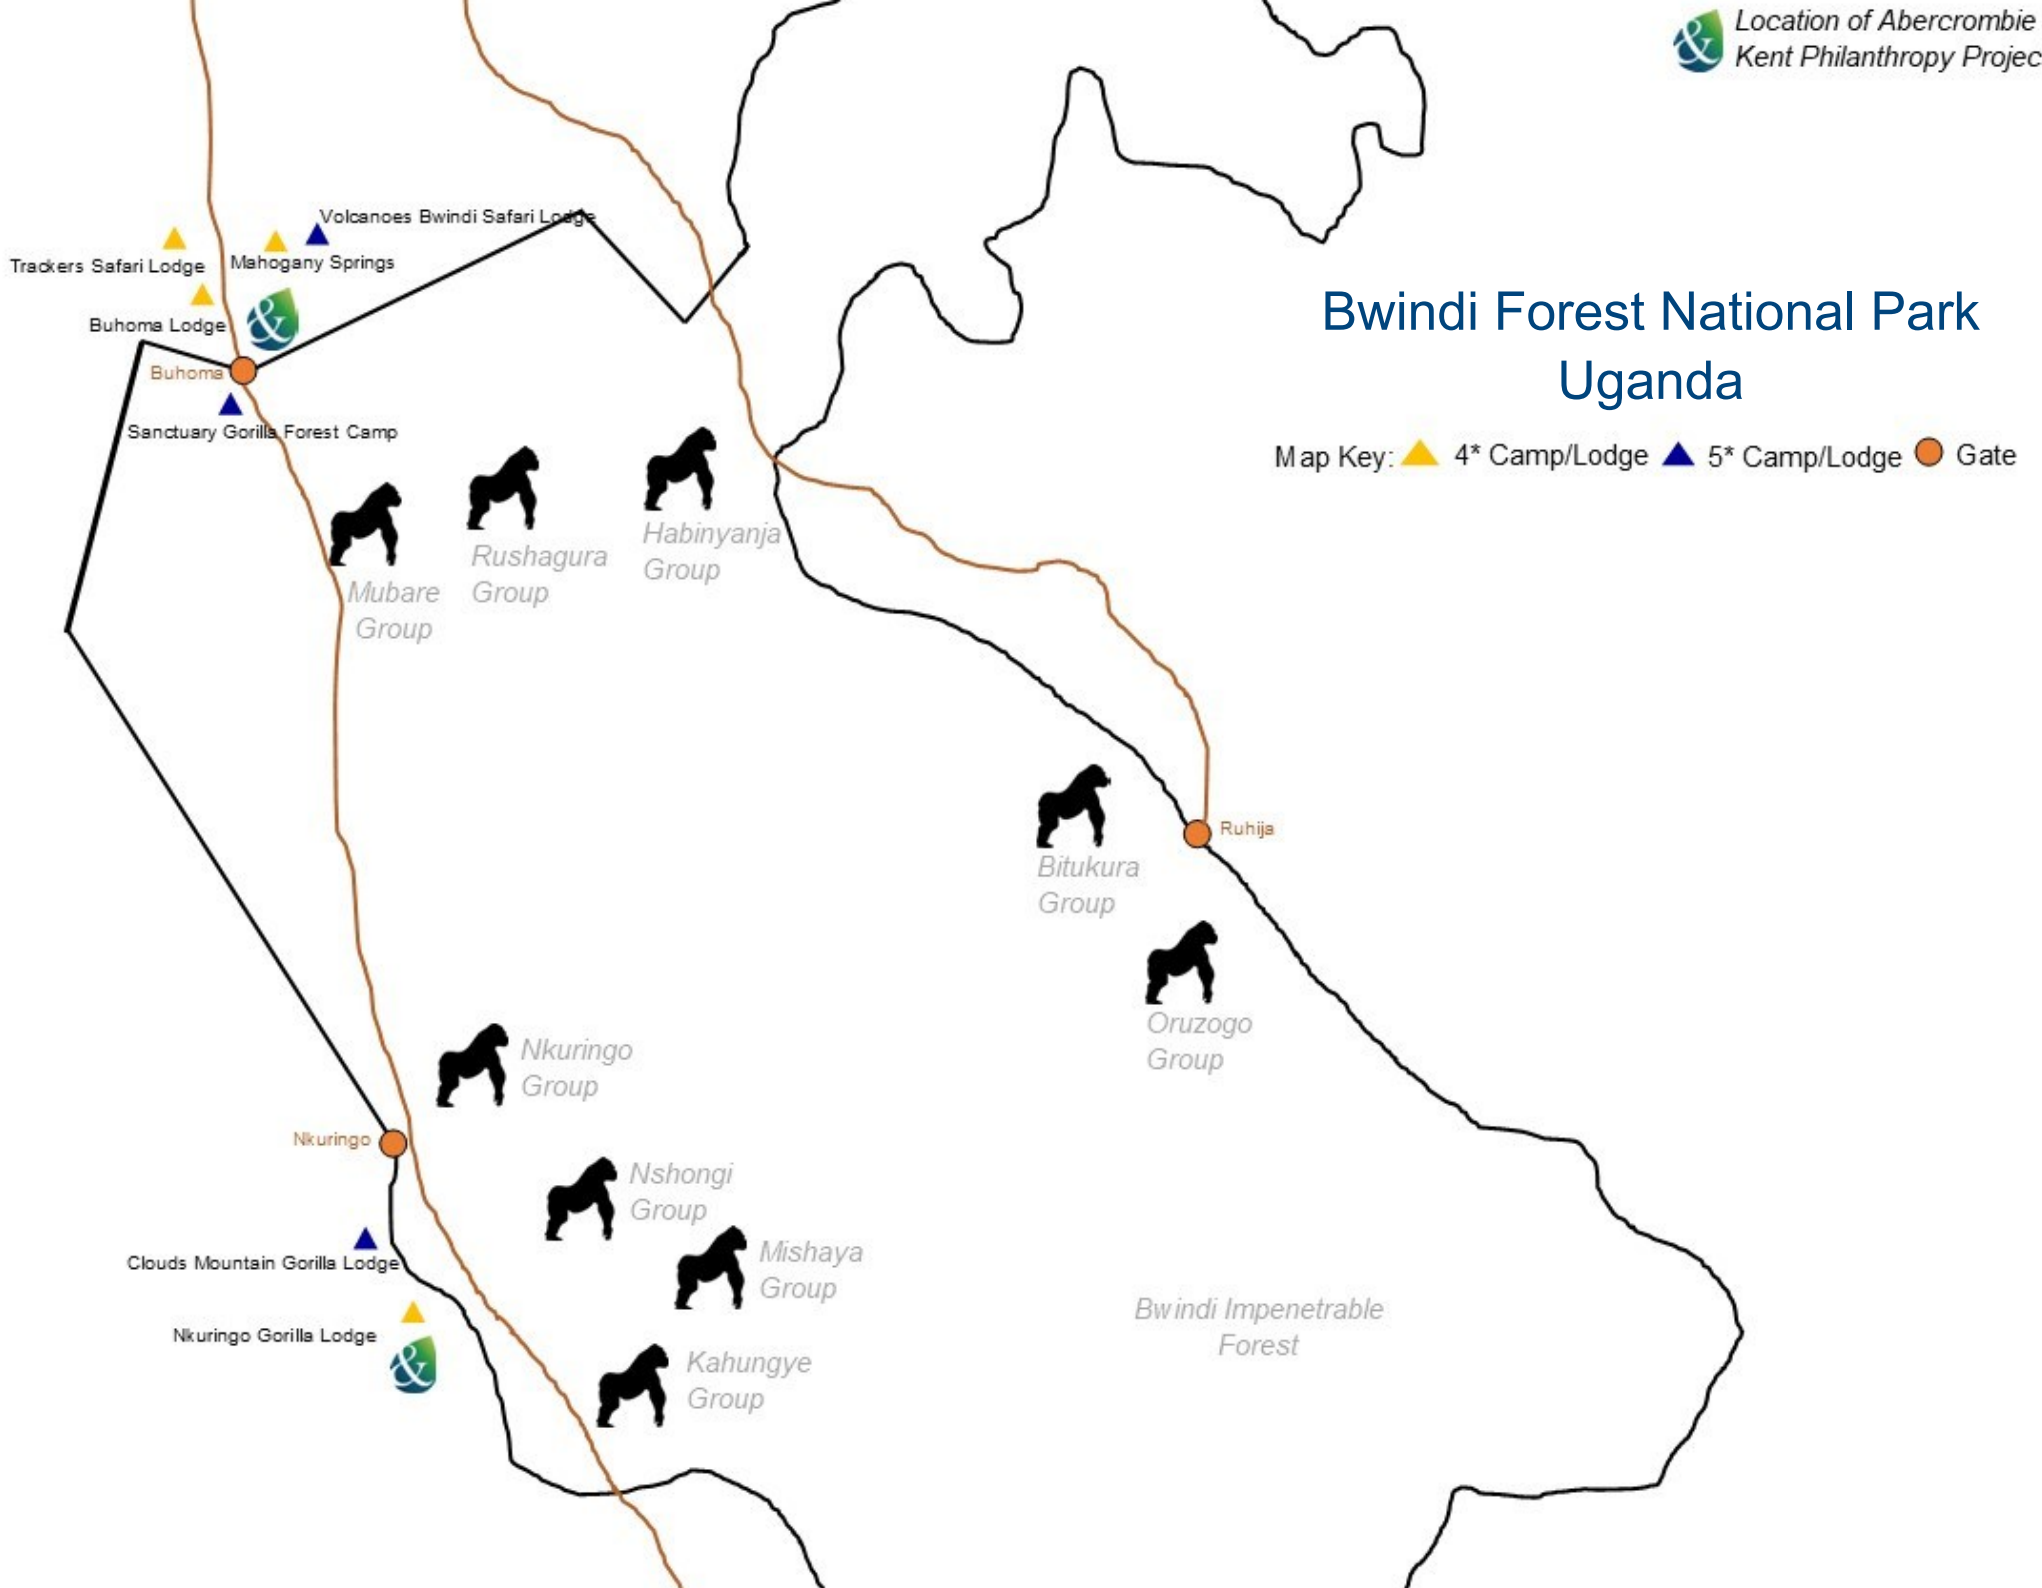 Location of Abercrombie
& Kent Philanthropy Projec
Volcanoes Bwindi Safari Lodge
Trackers Safari Lodge
Mahogany Springs
Buhoma Lodge
&
Buhoma
Sanctuary Gorilla Forest Camp
Bwindi Forest National Park
Uganda
Map Key: 4* Camp/Lodge 5* Camp/Lodge Gate
Habinyanja
Group
Rushagura
Group
Mubare
Group
Ruhija
Bitukura
Group
Oruzogo
Group
Nkuringo
Group
Nkuringo
Nshongi
Group
Mishaya
Group
Clouds Mountain Gorilla Lodge
Nkuringo Gorilla Lodge
&
Kahungye
Group
Bwindi Impenetrable
Forest